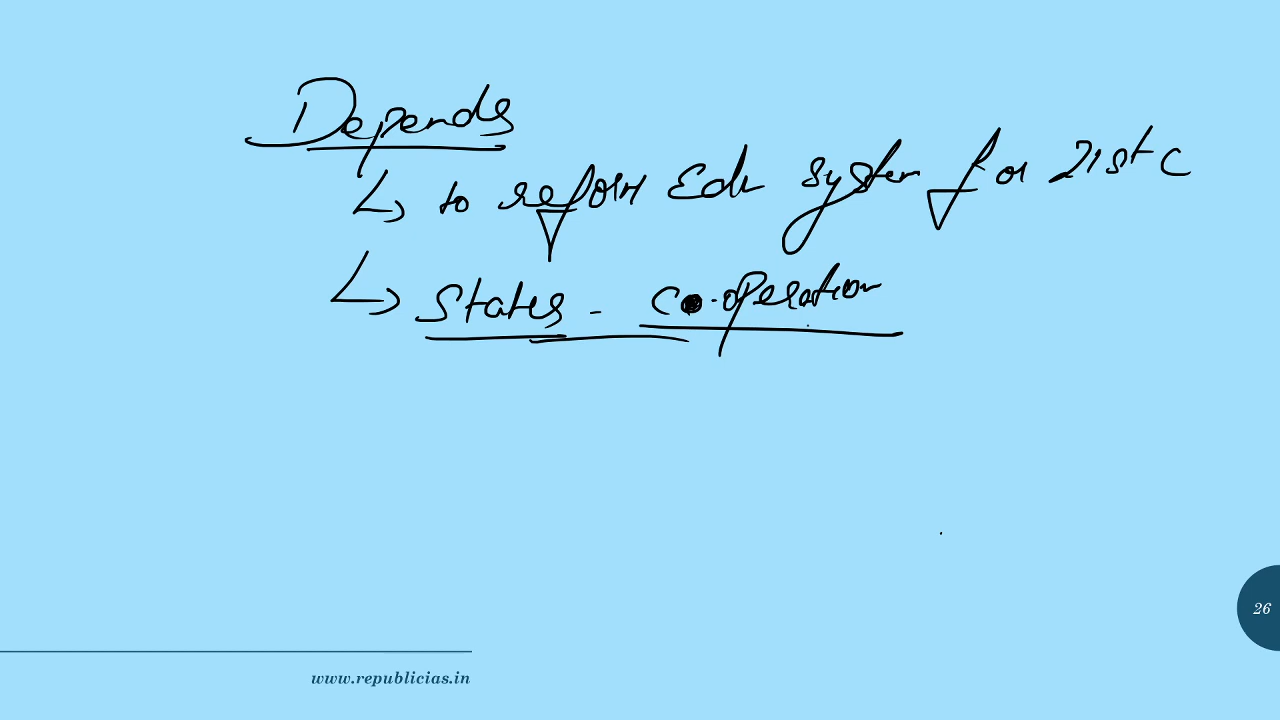 Depends
↳ to reform Edu system for 21st C
↳ States - Co-operation
26
www.republicias.in